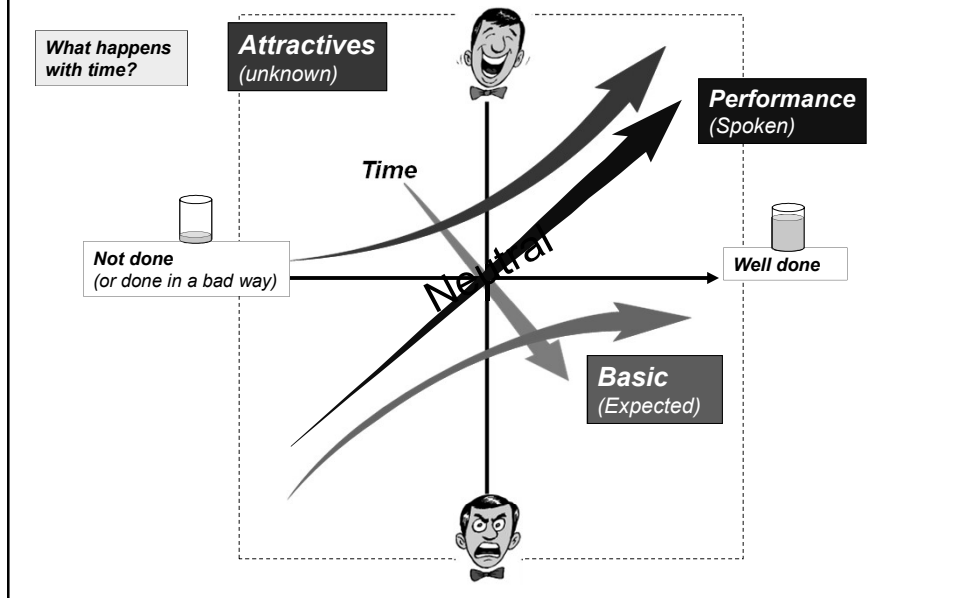 What happens
with time?
Attractives
(unknown)
Performance
(Spoken)
Time
Neutral
Not done
(or done in a bad way)
Well done
Basic
(Expected)